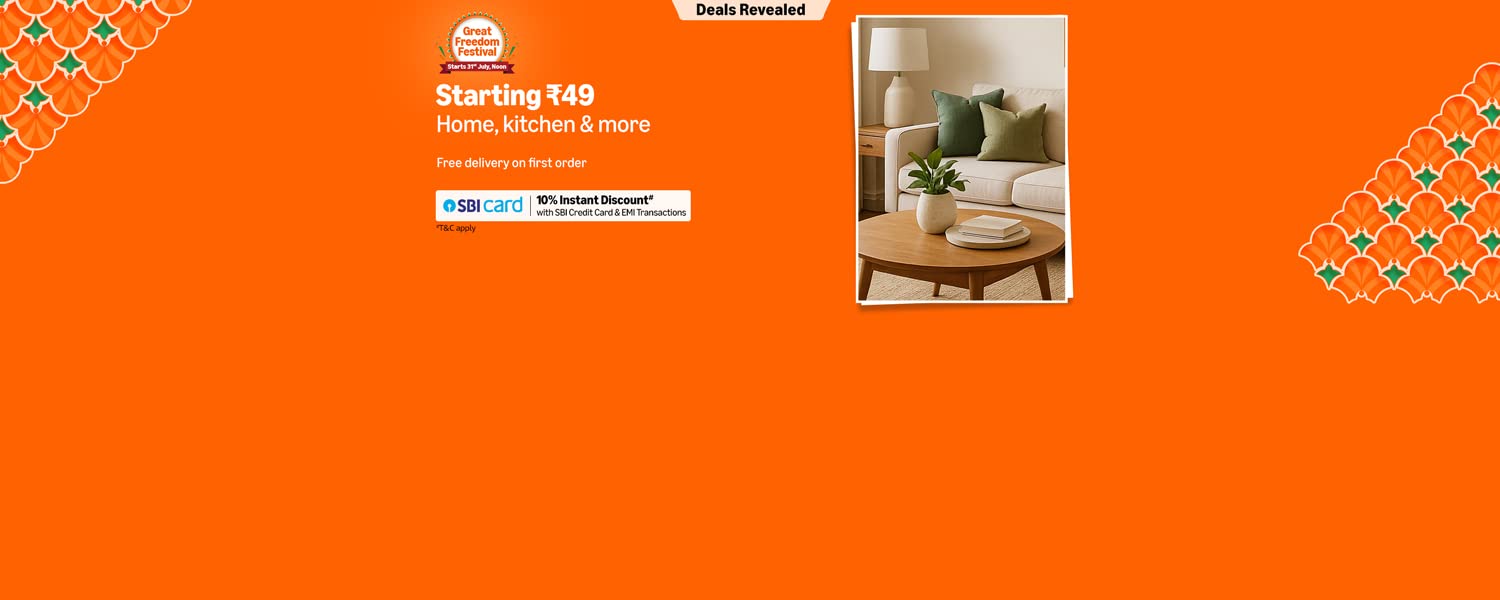 Deals Revealed
Great
Freedom
Festival
Starts 31st July, Noon
Starting ₹49
Home, kitchen & more
Free delivery on first order
SBI card
10% Instant Discount#
with SBI Credit Card & EMI Transactions
#T&C apply